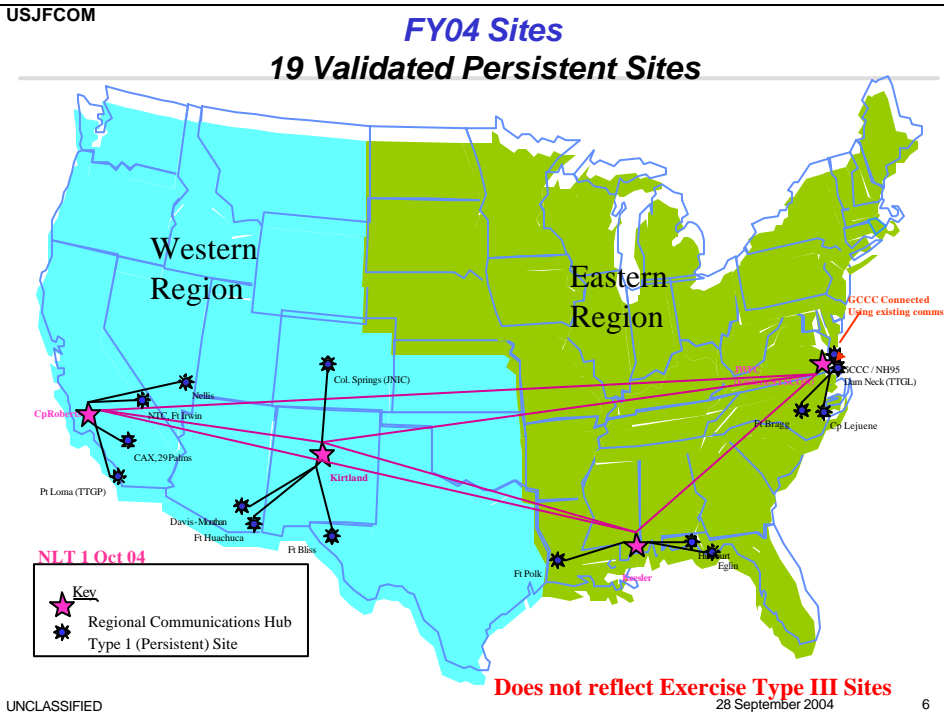 USJFCOM
FY04 Sites
19 Validated Persistent Sites
Western
Region
Eastern
Region
GCCC Connected
Using existing comms
Col. Springs (JNIC)
GCCC / NH95
Dam Neck (TTGL)
Nellis
CpRoberts
NTC, Ft Irwin
Ft Bragg
Cp Lejuene
CAX, 29 Palms
Kirtland
Pt Loma (TTGP)
Davis-Monthan
Ft Huachuca
Ft Bliss
Hurlburt
Eglin
NLT 1 Oct 04
Ft Polk
Keesler
Key
Regional Communications Hub
Type 1 (Persistent) Site
Does not reflect Exercise Type III Sites
UNCLASSIFIED
28 September 2004
6